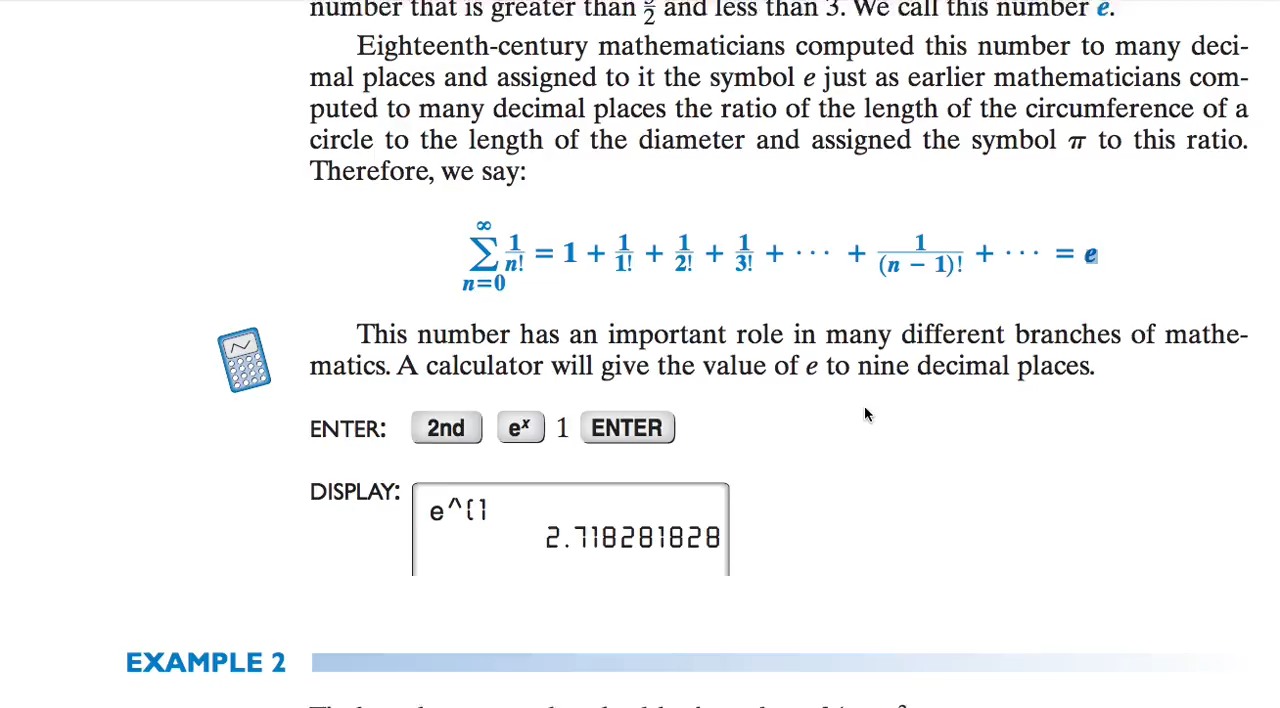 number that is greater than 5/2 and less than 3. We call this number e.
Eighteenth-century mathematicians computed this number to many deci-
mal places and assigned to it the symbol e just as earlier mathematicians com-
puted to many decimal places the ratio of the length of the circumference of a
circle to the length of the diameter and assigned the symbol π to this ratio.
Therefore, we say:
∞ ∑ n=0 1/n! = 1 + 1/1! + 1/2! + 1/3! + ··· + 1/(n − 1)! + ··· = e
This number has an important role in many different branches of mathe-
matics. A calculator will give the value of e to nine decimal places.
ENTER: 2nd eˣ 1 ENTER
DISPLAY:
e^(1
2.718281828
EXAMPLE 2